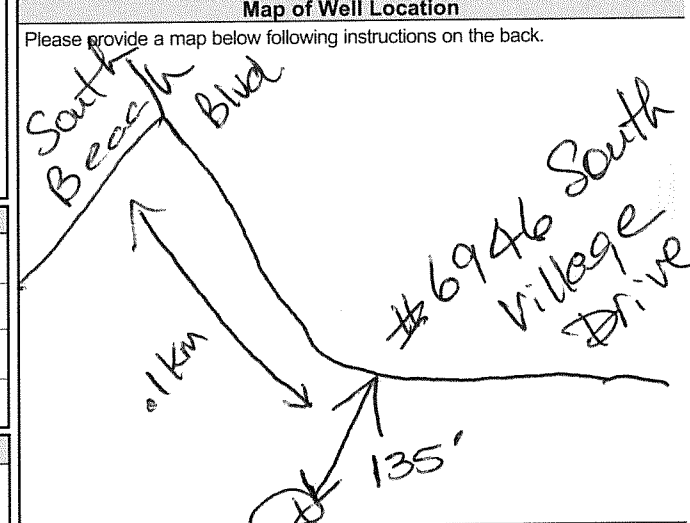 Map of Well Location
Please provide a map below following instructions on the back.
South
Beach Blvd
#6946 South
Village
Drive
.1km
135'